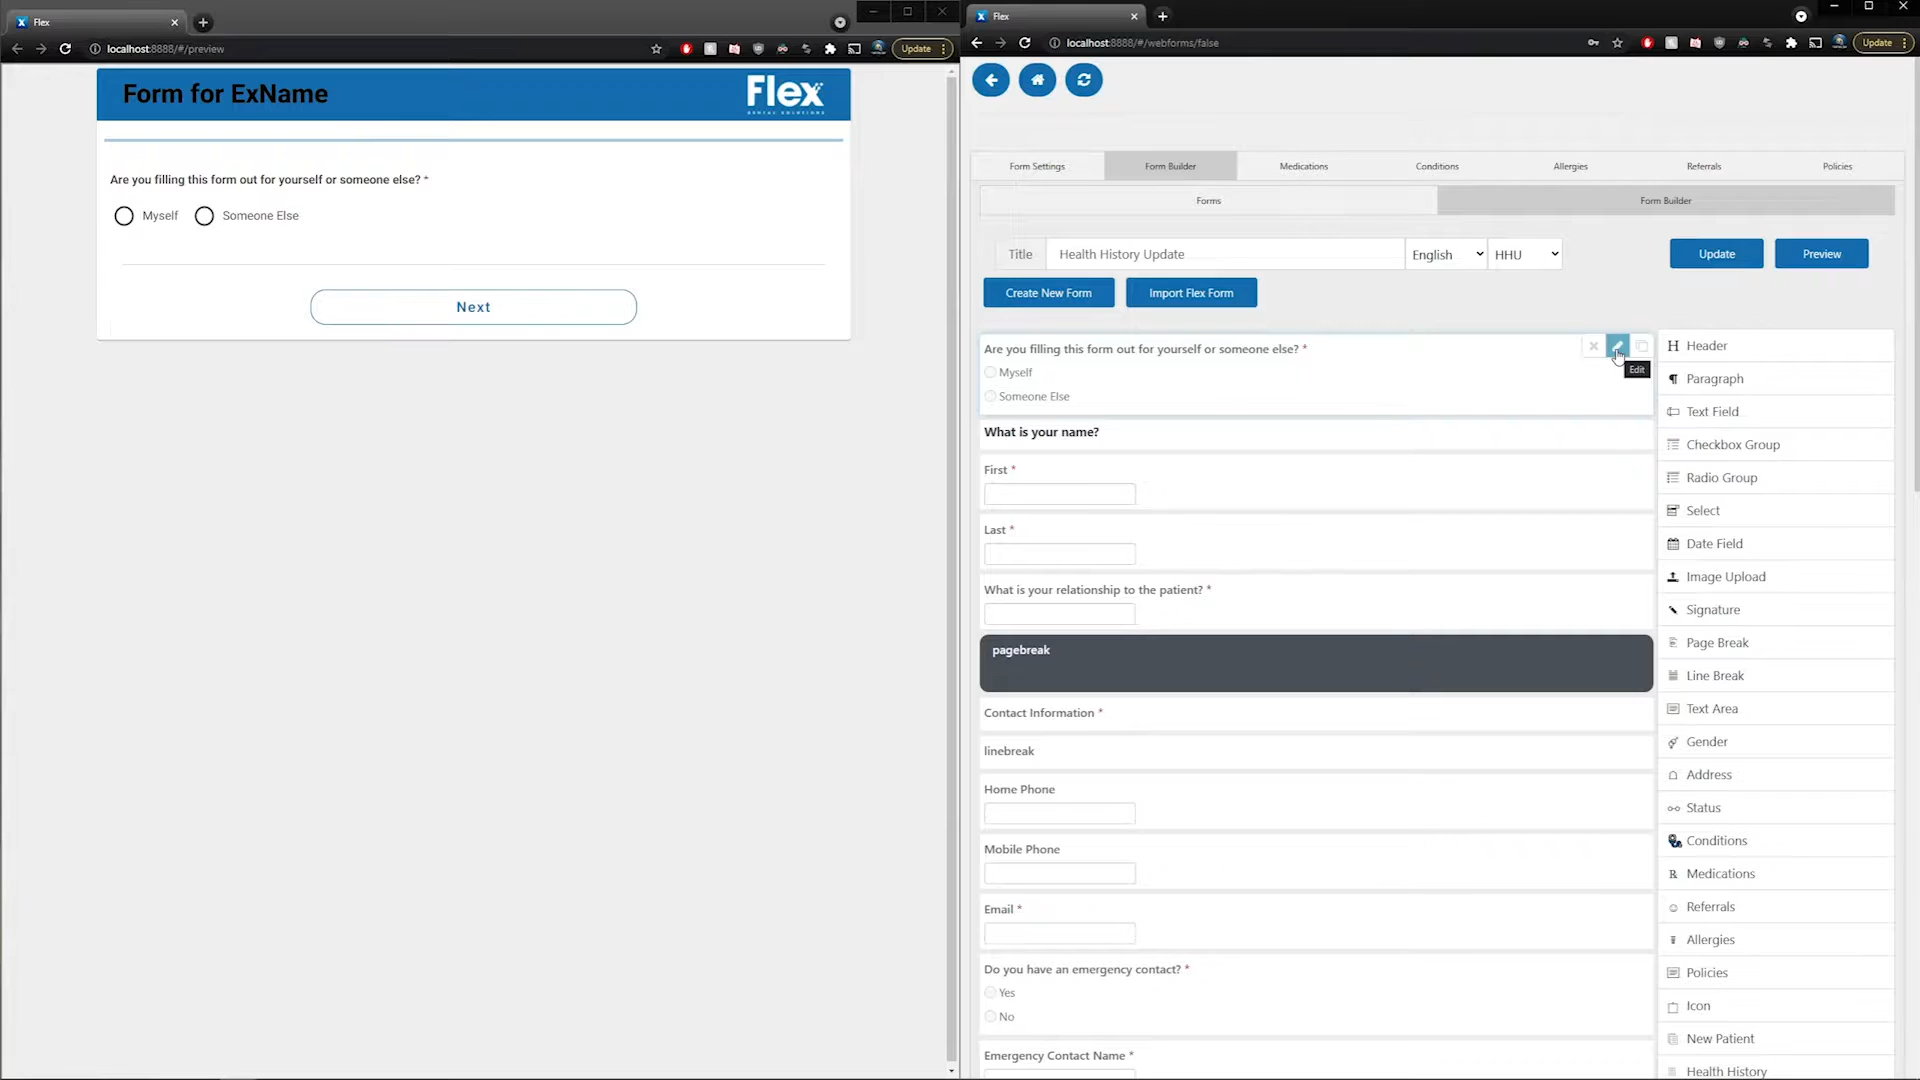 Flex
localhost:8888/#/preview
Update
Form for ExName
Flex
DENTAL SOLUTIONS
Are you filling this form out for yourself or someone else? *
Myself
Someone Else
Next
Flex
localhost:8888/#/webforms/false
Update
Form Settings
Form Builder
Medications
Conditions
Allergies
Referrals
Policies
Forms
Form Builder
Title
Health History Update
English
HHU
Update
Preview
Create New Form
Import Flex Form
Are you filling this form out for yourself or someone else? *
Edit
Myself
Someone Else
What is your name?
First *
Last *
What is your relationship to the patient? *
pagebreak
Contact Information *
linebreak
Home Phone
Mobile Phone
Email *
Do you have an emergency contact? *
Yes
No
Emergency Contact Name *
Header
Paragraph
Text Field
Checkbox Group
Radio Group
Select
Date Field
Image Upload
Signature
Page Break
Line Break
Text Area
Gender
Address
Status
Conditions
Medications
Referrals
Allergies
Policies
Icon
New Patient
Health History